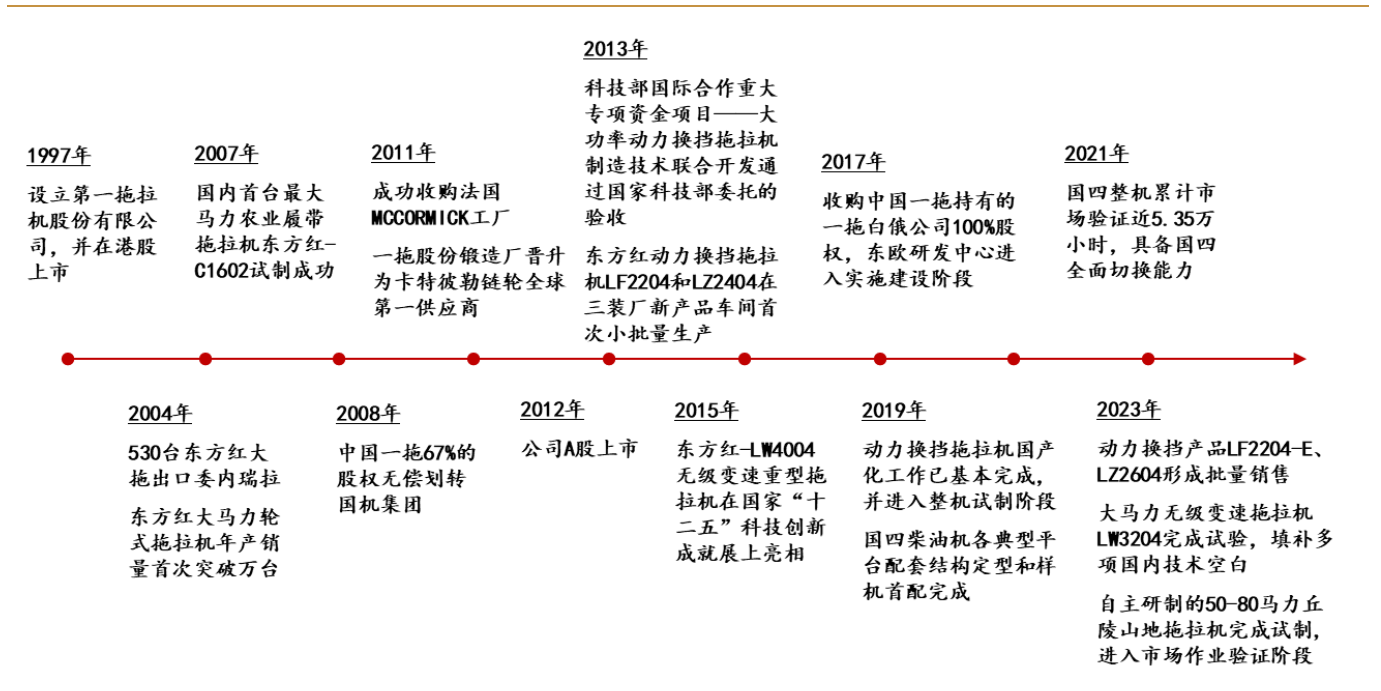 1997年
设立第一拖拉
机股份有限公
司，并在港股
上市
2004年
530台东方红大
拖出口委内瑞拉
东方红大马力轮
式拖拉机年产销
量首次突破万台
2007年
国内首台最大
马力农业履带
拖拉机东方红-
C1602试制成功
2008年
中国一拖67%的
股权无偿划转
国机集团
2011年
成功收购法国
MCCORMICK工厂
一拖股份锻造厂晋升
为卡特彼勒链轮全球
第一供应商
2012年
公司A股上市
2013年
科技部国际合作重大
专项资金项目——大
功率动力换挡拖拉机
制造技术联合开发通
过国家科技部委托的
验收
东方红动力换挡拖拉
机LF2204和LZ2404在
三装厂新产品车间首
次小批量生产
2015年
东方红-LW4004
无级变速重型拖
拉机在国家“十
二五”科技创新
成就展上亮相
2017年
收购中国一拖持有的
一拖白俄公司100%股
权，东欧研发中心进
入实施建设阶段
2019年
动力换挡拖拉机国产
化工作已基本完成，
并进入整机试制阶段
国四柴油机各典型平
台配套结构定型和样
机首配完成
2021年
国四整机累计市
场验证近5.35万
小时，具备国四
全面切换能力
2023年
动力换挡产品LF2204-E、
LZ2604形成批量销售
大马力无级变速拖拉机
LW3204完成试验，填补多
项国内技术空白
自主研制的50-80马力丘
陵山地拖拉机完成试制，
进入市场作业验证阶段